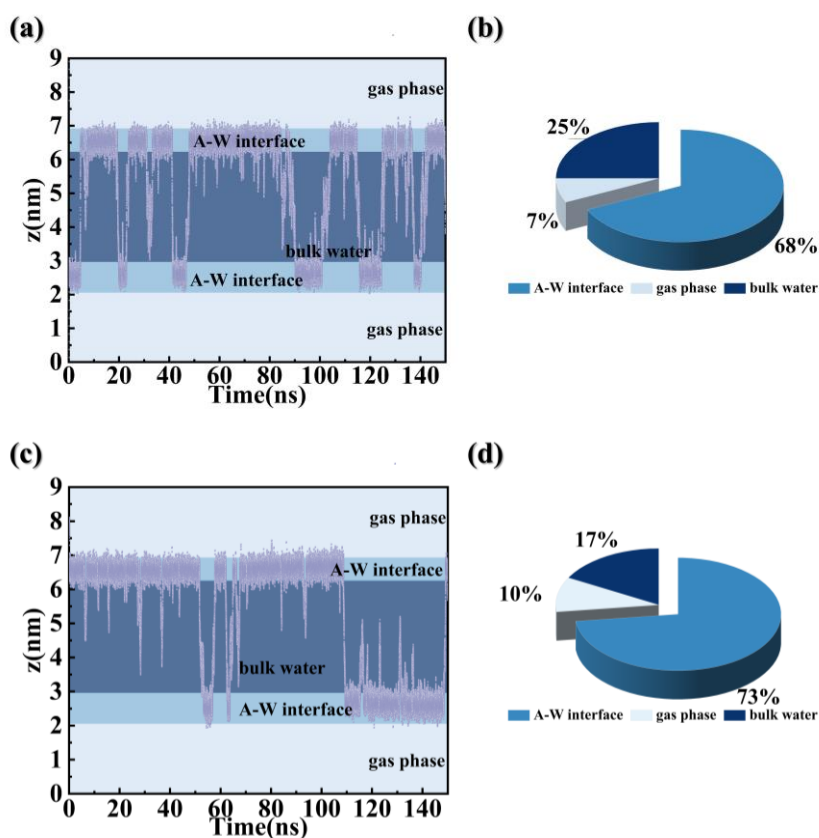 (a)
(b)
9
8
7
6
5
4
3
2
1
0
z(nm)
gas phase
A-W interface
bulk water
A-W interface
gas phase
0 20 40 60 80 100 120 140
Time(ns)
25%
7%
68%
A-W interface gas phase bulk water
(c)
(d)
9
8
7
6
5
4
3
2
1
0
z(nm)
gas phase
A-W interface
bulk water
A-W interface
gas phase
0 20 40 60 80 100 120 140
Time(ns)
17%
10%
73%
A-W interface gas phase bulk water